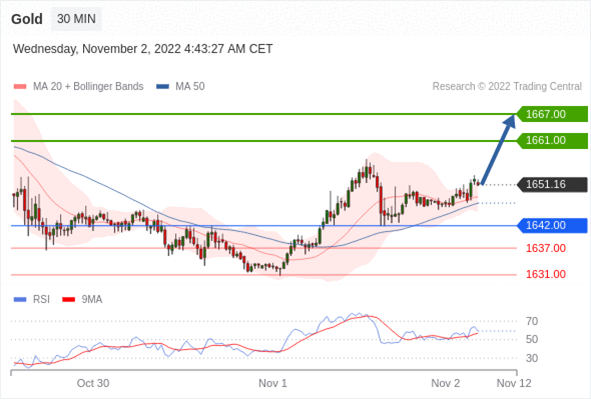 Gold 30 MIN
Wednesday, November 2, 2022 4:43:27 AM CET
MA 20 + Bollinger Bands MA 50 Research © 2022 Trading Central
1667.00
1661.00
1651.16
1642.00
1637.00
1631.00
RSI 9MA
70
50
30
Oct 30 Nov 1 Nov 2 Nov 12